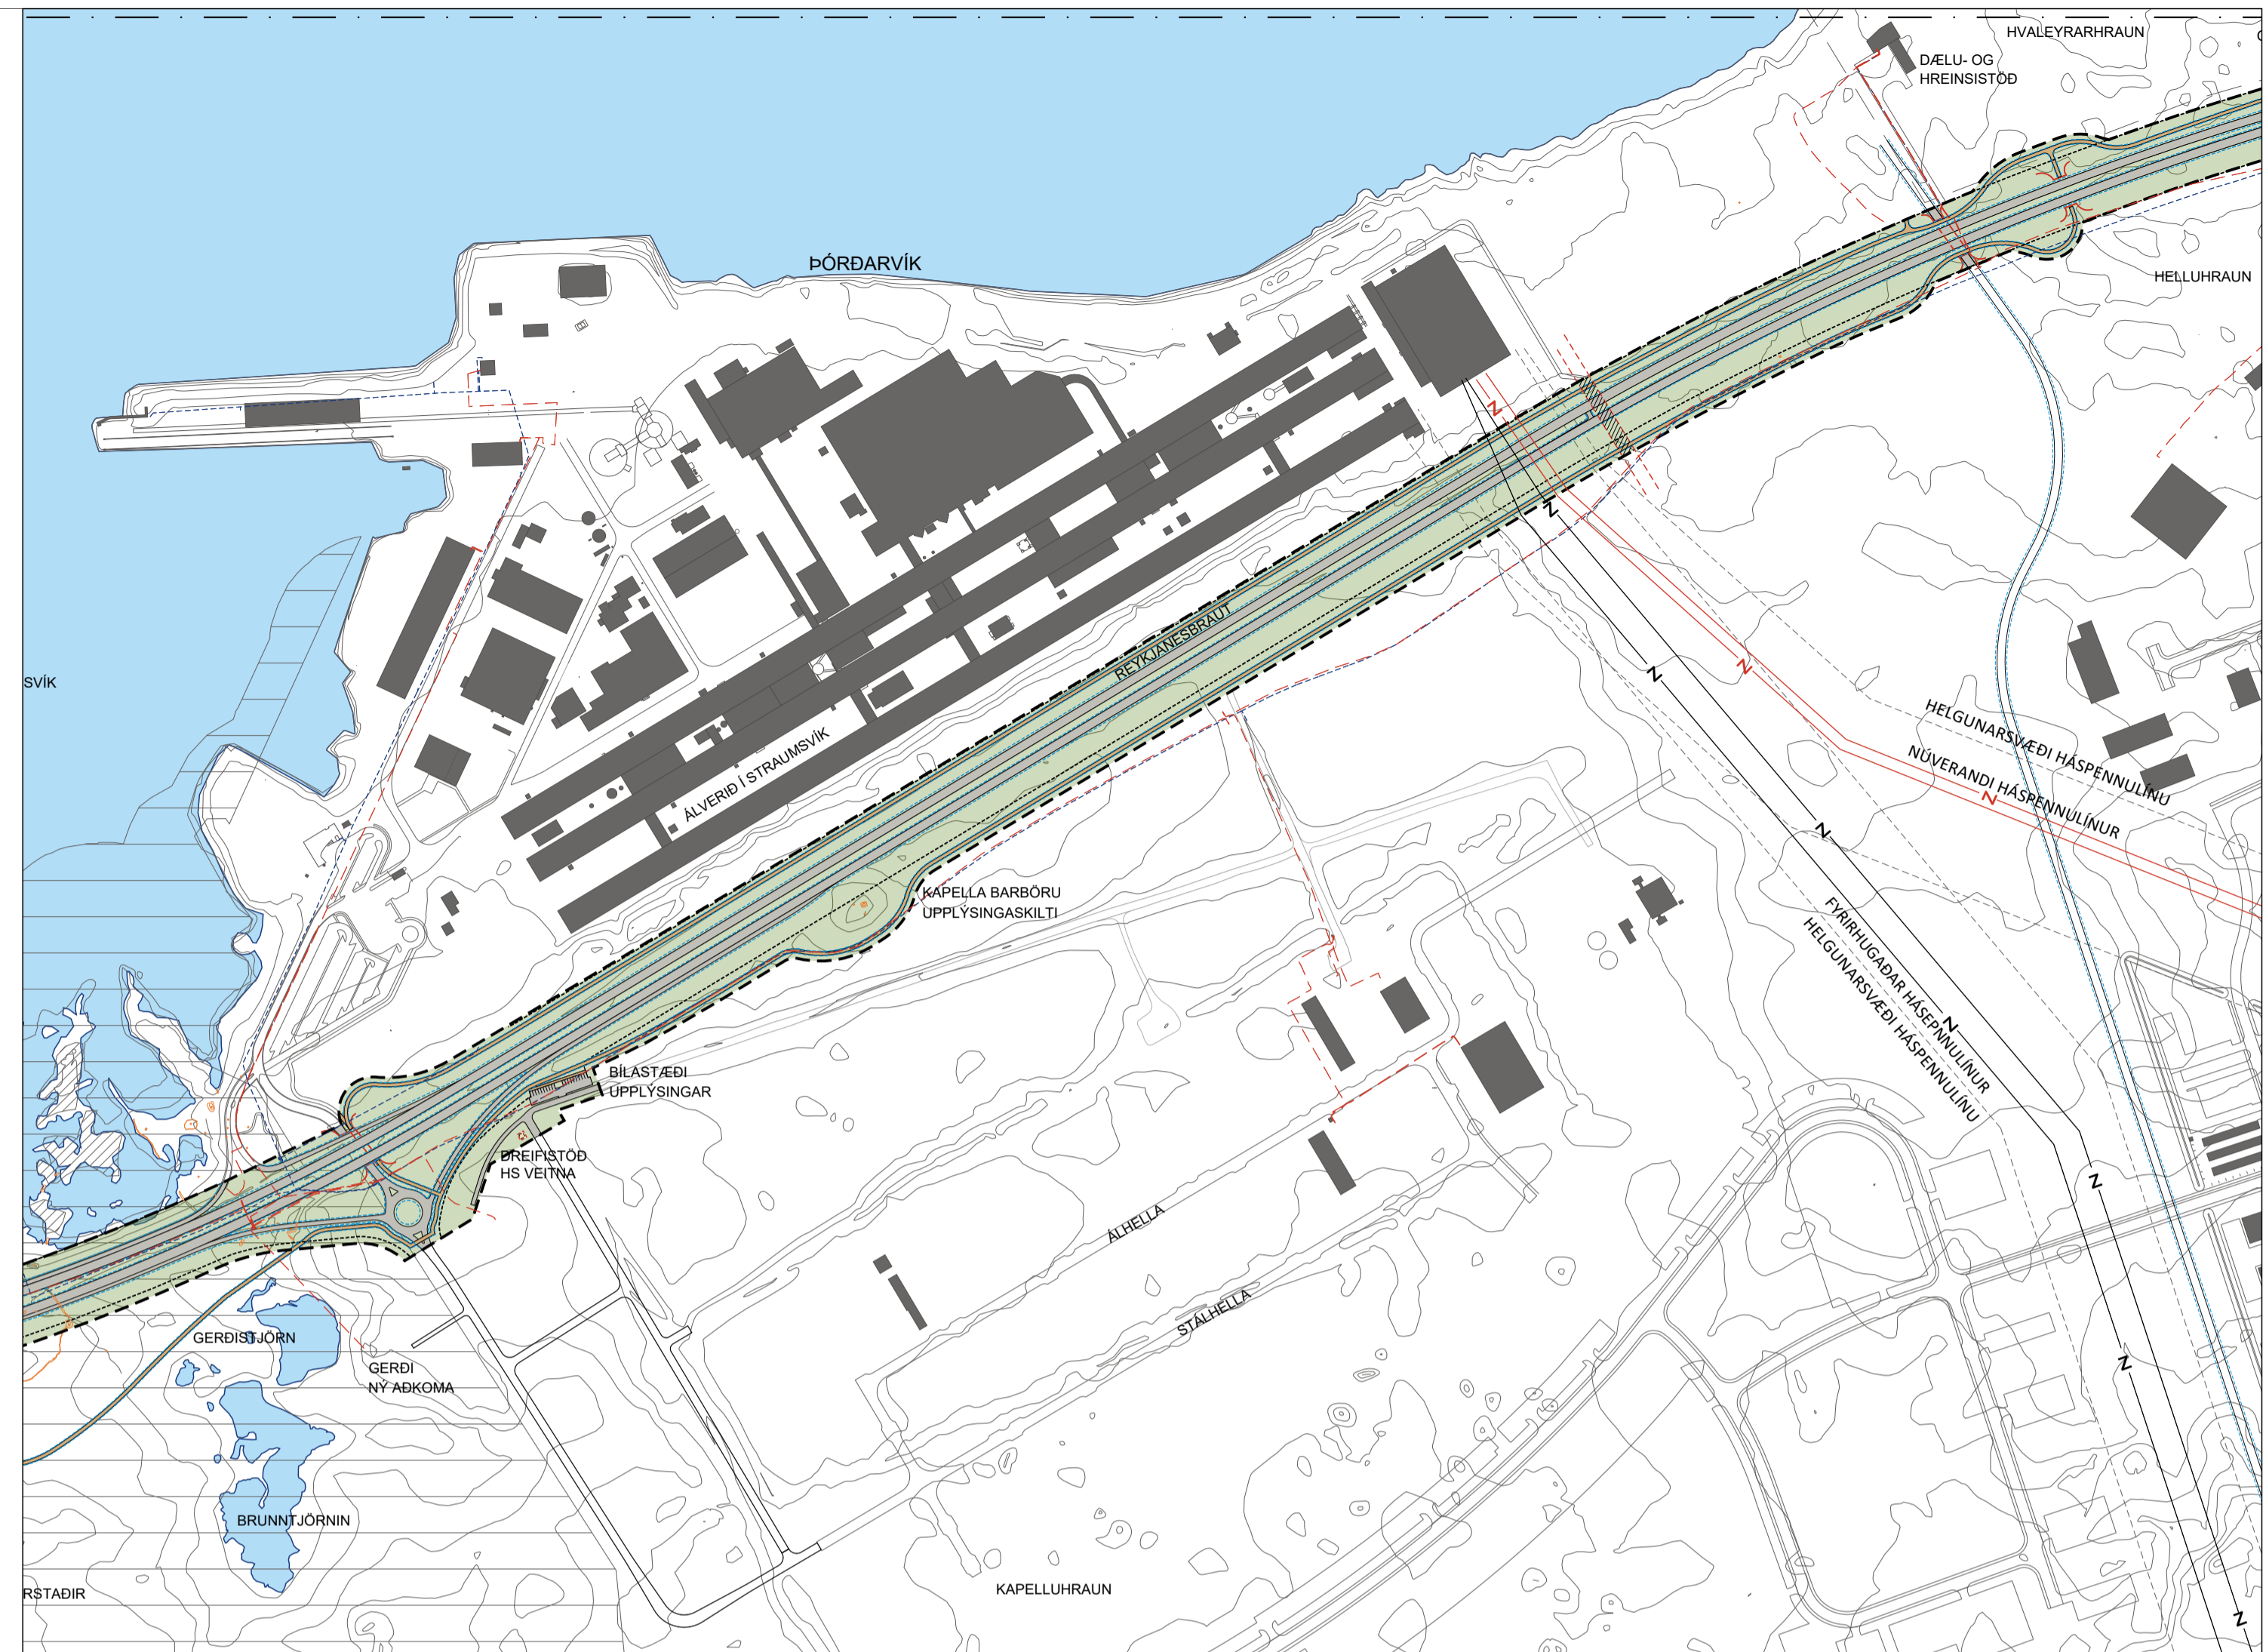 HVALEYRARHRAUN
DÆLU- OG
HREINSISTÖÐ
ÞÓRÐARVÍK
HELLUHRAUN
Z
Z
REYKJANESBRAUT
SVÍK
Z
Z
HELGUNARSVÆÐI HÁSPENNULÍNU
NÚVERANDI HÁSPENNULÍNUR
Z
ÁLVERIÐ Í STRAUMSVÍK
Z
KAPELLA BARBÖRU
UPPLÝSINGASKILTI
FYRIRHUGAÐAR HÁSEPNNULÍNUR
HELGUNARSVÆÐI HÁSPENNULÍNU
Z
BÍLASTÆÐI
UPPLÝSINGAR
DREIFISTÖÐ
HS VEITNA
Z
ÁLHELLA
STÁLHELLA
GERÐISTJÖRN
GERÐI
NÝ AÐKOMA
Z
BRUNNTJÖRNIN
KAPELLUHRAUN
RSTAÐIR
Z